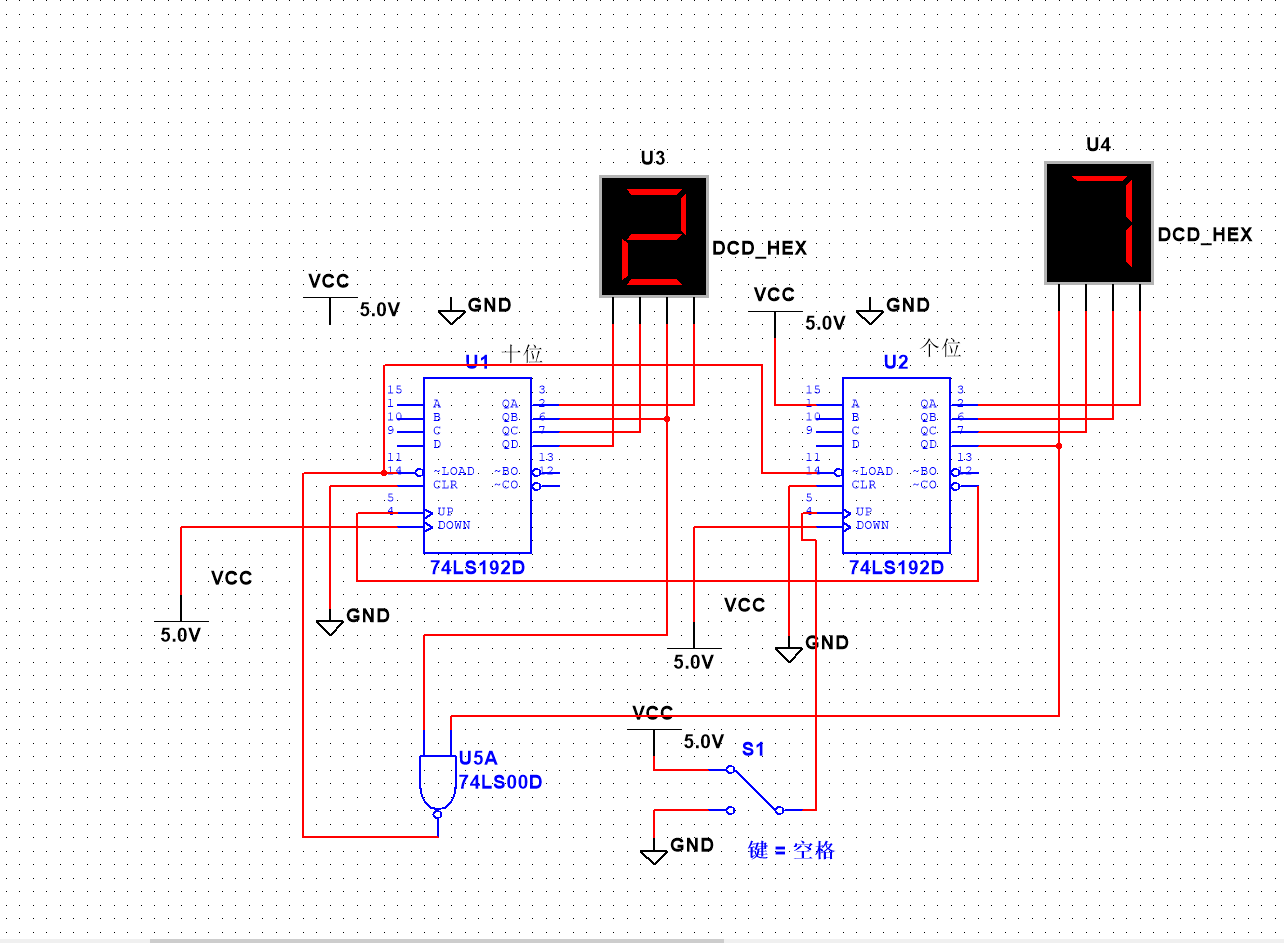 U4
U3
DCD_HEX
DCD_HEX
VCC
5.0V
GND
VCC
5.0V
GND
U1 十位
U2 个位
15
1
10
9
11
14
5
4
A
B
C
D
~LOAD
CLR
UP
DOWN
QA
QB
QC
QD
~BO
~CO
3
2
6
7
13
12
74LS192D
15
1
10
9
11
14
5
4
A
B
C
D
~LOAD
CLR
UP
DOWN
QA
QB
QC
QD
~BO
~CO
3
2
6
7
13
12
74LS192D
VCC
5.0V
GND
VCC
5.0V
GND
VCC
5.0V
S1
U5A
74LS00D
GND
键 = 空格